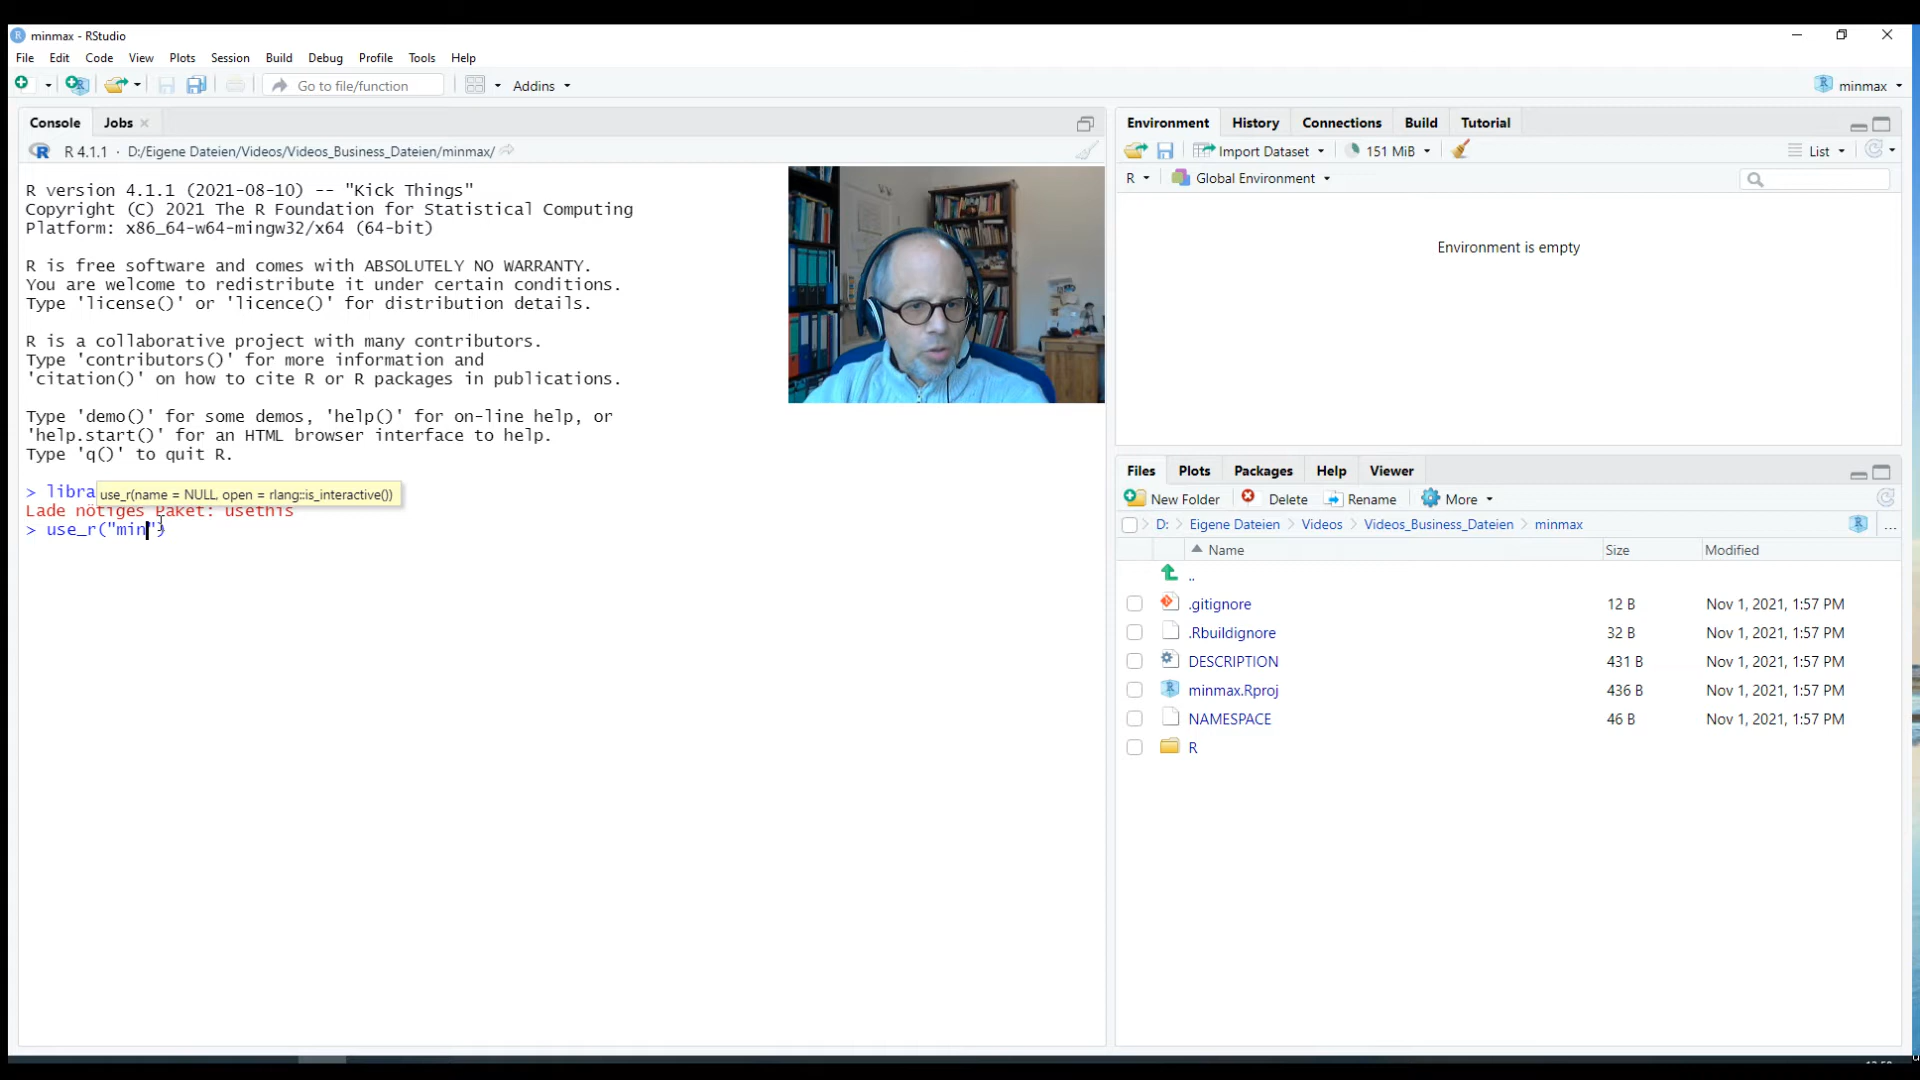 minmax - RStudio
File Edit Code View Plots Session Build Debug Profile Tools Help
Go to file/function Addins minmax
Console Jobs
R 4.1.1 · D:/Eigene Dateien/Videos/Videos_Business_Dateien/minmax/
R version 4.1.1 (2021-08-10) -- "Kick Things"
Copyright (C) 2021 The R Foundation for Statistical Computing
Platform: x86_64-w64-mingw32/x64 (64-bit)
R is free software and comes with ABSOLUTELY NO WARRANTY.
You are welcome to redistribute it under certain conditions.
Type 'license()' or 'licence()' for distribution details.
R is a collaborative project with many contributors.
Type 'contributors()' for more information and
'citation()' on how to cite R or R packages in publications.
Type 'demo()' for some demos, 'help()' for on-line help, or
'help.start()' for an HTML browser interface to help.
Type 'q()' to quit R.
> libra
use_r(name = NULL, open = rlang::is_interactive())
Lade nötiges Paket: usethis
> use_r("min")
Environment History Connections Build Tutorial
Import Dataset 151 MiB List
R Global Environment
Environment is empty
Files Plots Packages Help Viewer
New Folder Delete Rename More
D: Eigene Dateien Videos Videos_Business_Dateien minmax ...
Name Size Modified
..
.gitignore 12 B Nov 1, 2021, 1:57 PM
.Rbuildignore 32 B Nov 1, 2021, 1:57 PM
DESCRIPTION 431 B Nov 1, 2021, 1:57 PM
minmax.Rproj 436 B Nov 1, 2021, 1:57 PM
NAMESPACE 46 B Nov 1, 2021, 1:57 PM
R